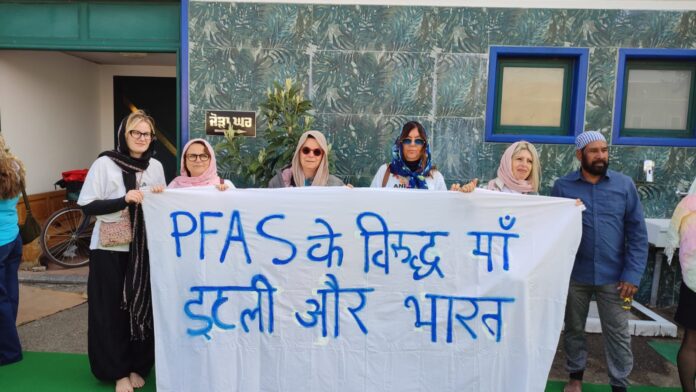 ਜੋੜਾ ਘਰ
PFAS के विरुद्ध माँ
इटली और भारत